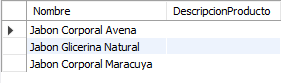 Nombre DescripcionProducto
Jabon Corporal Avena
Jabon Glicerina Natural
Jabon Corporal Maracuya